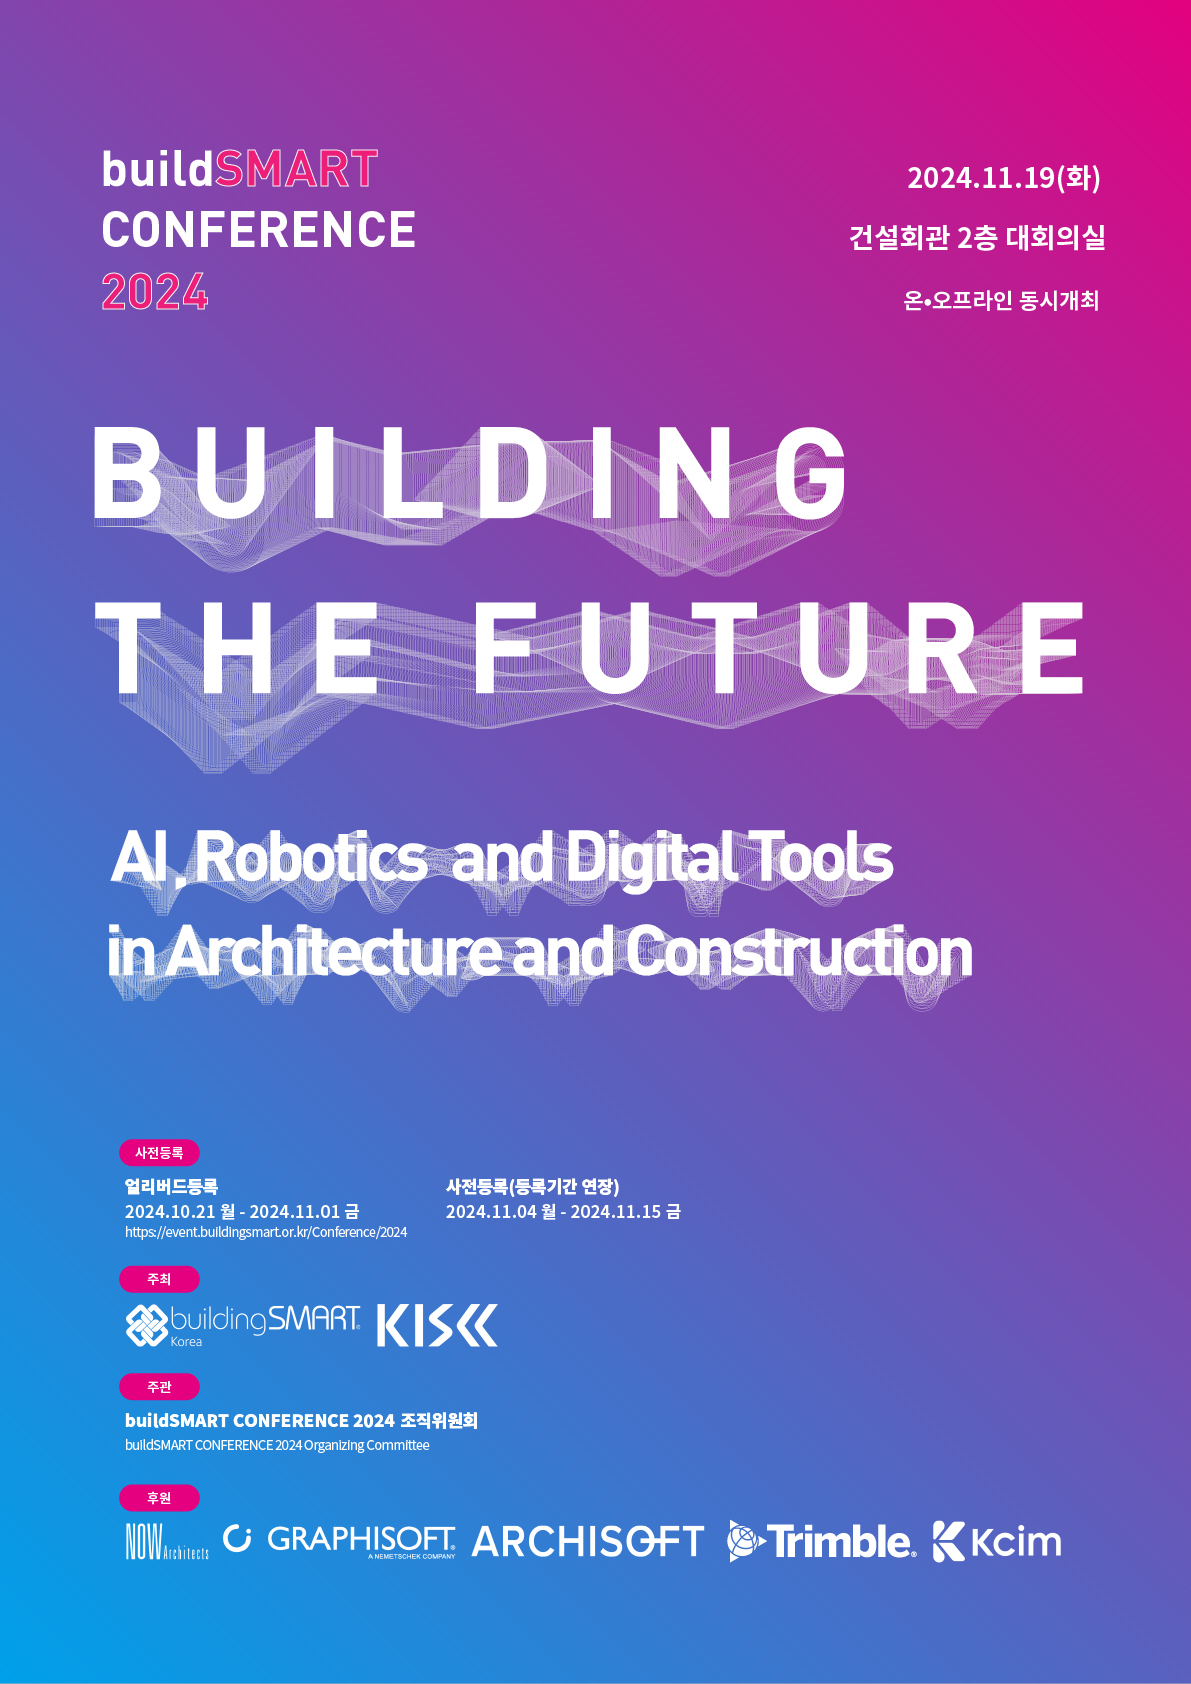 buildSMART
CONFERENCE
2024
2024.11.19(화)
건설회관 2층 대회의실
온•오프라인 동시개최
BUILDING
THE FUTURE
AI, Robotics and Digital Tools
in Architecture and Construction
사전등록
얼리버드등록
2024.10.21 월 - 2024.11.01 금
https://event.buildingsmart.or.kr/Conference/2024
사전등록(등록기간 연장)
2024.11.04 월 - 2024.11.15 금
주최
buildingSMART®
Korea
KISCC
주관
buildSMART CONFERENCE 2024 조직위원회
buildSMART CONFERENCE 2024 Organizing Committee
후원
NOW Architects
GRAPHISOFT®
A NEMETSCHEK COMPANY
ARCHISOFT
Trimble®
Kcim